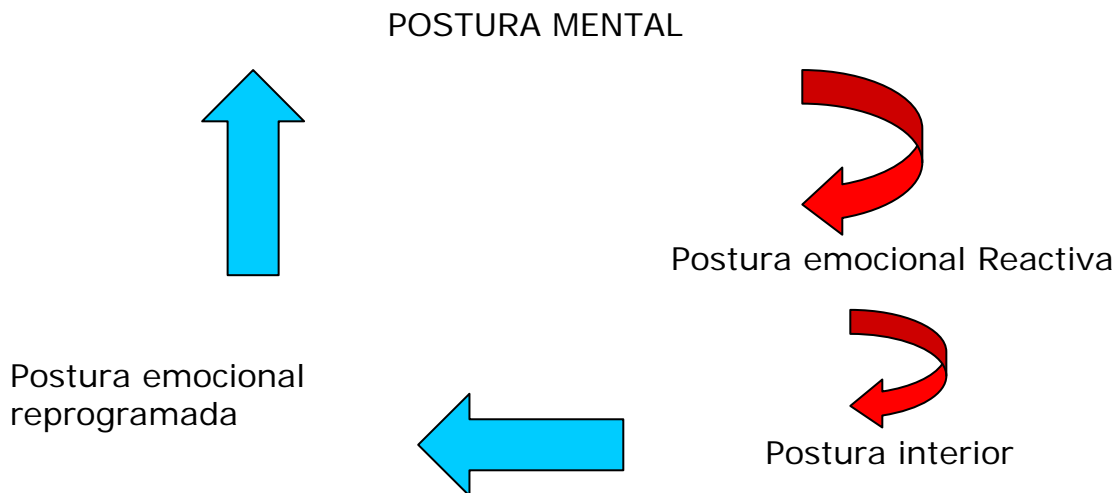 POSTURA MENTAL
Postura emocional Reactiva
Postura emocional
reprogramada
Postura interior